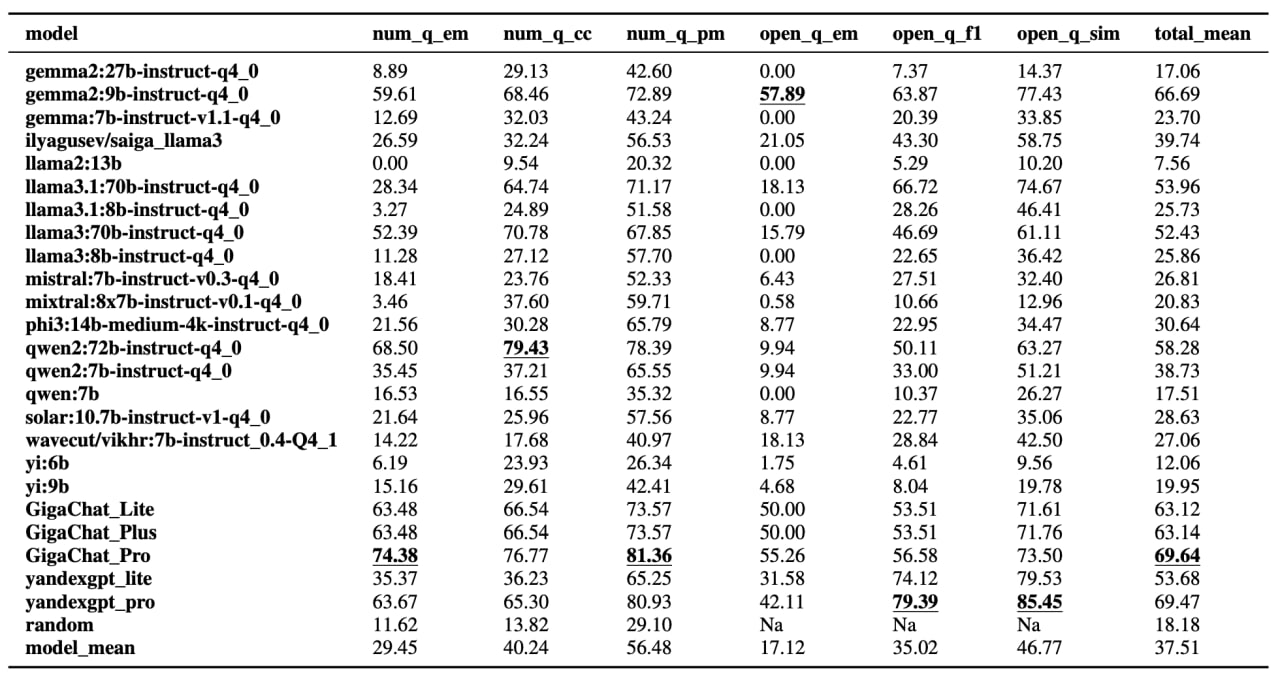 model num_q_em num_q_cc num_q_pm open_q_em open_q_f1 open_q_sim total_mean
gemma2:27b-instruct-q4_0 8.89 29.13 42.60 0.00 7.37 14.37 17.06
gemma2:9b-instruct-q4_0 59.61 68.46 72.89 57.89 63.87 77.43 66.69
gemma:7b-instruct-v1.1-q4_0 12.69 32.03 43.24 0.00 20.39 33.85 23.70
ilyagusev/saiga_llama3 26.59 32.24 56.53 21.05 43.30 58.75 39.74
llama2:13b 0.00 9.54 20.32 0.00 5.29 10.20 7.56
llama3.1:70b-instruct-q4_0 28.34 64.74 71.17 18.13 66.72 74.67 53.96
llama3.1:8b-instruct-q4_0 3.27 24.89 51.58 0.00 28.26 46.41 25.73
llama3:70b-instruct-q4_0 52.39 70.78 67.85 15.79 46.69 61.11 52.43
llama3:8b-instruct-q4_0 11.28 27.12 57.70 0.00 22.65 36.42 25.86
mistral:7b-instruct-v0.3-q4_0 18.41 23.76 52.33 6.43 27.51 32.40 26.81
mixtral:8x7b-instruct-v0.1-q4_0 3.46 37.60 59.71 0.58 10.66 12.96 20.83
phi3:14b-medium-4k-instruct-q4_0 21.56 30.28 65.79 8.77 22.95 34.47 30.64
qwen2:72b-instruct-q4_0 68.50 79.43 78.39 9.94 50.11 63.27 58.28
qwen2:7b-instruct-q4_0 35.45 37.21 65.55 9.94 33.00 51.21 38.73
qwen:7b 16.53 16.55 35.32 0.00 10.37 26.27 17.51
solar:10.7b-instruct-v1-q4_0 21.64 25.96 57.56 8.77 22.77 35.06 28.63
wavecut/vikhr:7b-instruct_0.4-Q4_1 14.22 17.68 40.97 18.13 28.84 42.50 27.06
yi:6b 6.19 23.93 26.34 1.75 4.61 9.56 12.06
yi:9b 15.16 29.61 42.41 4.68 8.04 19.78 19.95
GigaChat_Lite 63.48 66.54 73.57 50.00 53.51 71.61 63.12
GigaChat_Plus 63.48 66.54 73.57 50.00 53.51 71.76 63.14
GigaChat_Pro 74.38 76.77 81.36 55.26 56.58 73.50 69.64
yandexgpt_lite 35.37 36.23 65.25 31.58 74.12 79.53 53.68
yandexgpt_pro 63.67 65.30 80.93 42.11 79.39 85.45 69.47
random 11.62 13.82 29.10 Na Na Na 18.18
model_mean 29.45 40.24 56.48 17.12 35.02 46.77 37.51